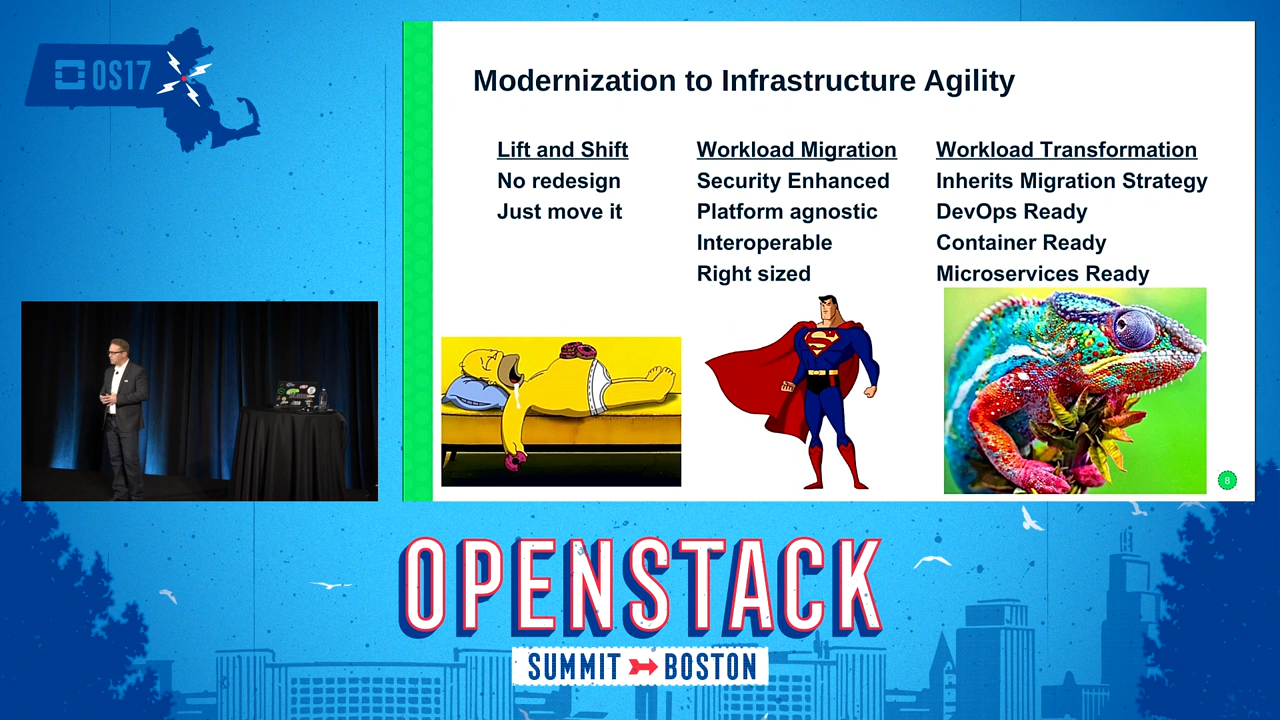 OS17
Modernization to Infrastructure Agility
Lift and Shift
No redesign
Just move it
Workload Migration
Security Enhanced
Platform agnostic
Interoperable
Right sized
Workload Transformation
Inherits Migration Strategy
DevOps Ready
Container Ready
Microservices Ready
8
OPENSTACK
SUMMIT BOSTON